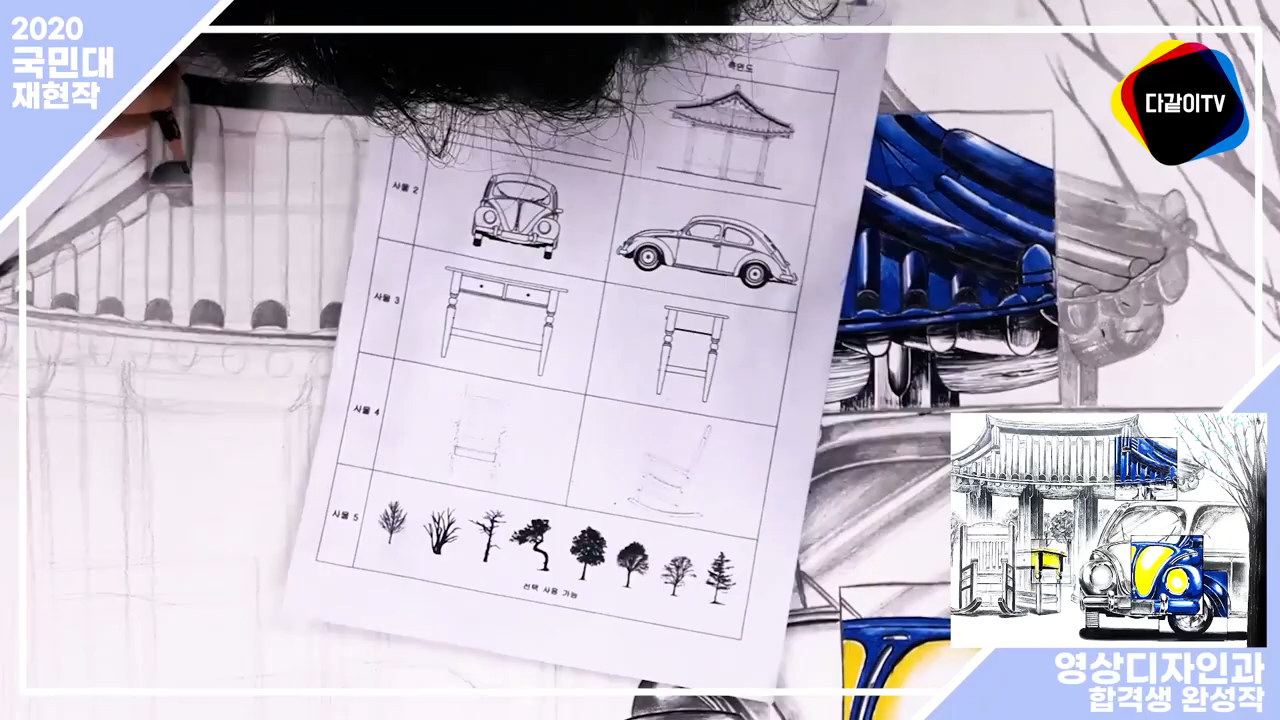 2020
국민대
재현작
다같이TV
측면도
사물 2
사물 3
사물 4
사물 5
선택 사용 가능
영상디자인과
합격생 완성작